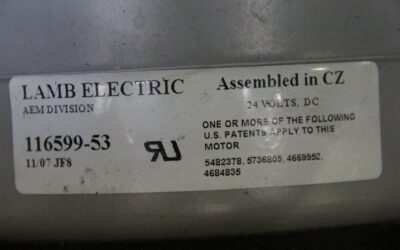 LAMB ELECTRIC
AEM DIVISION
116599-53
11/07 JF8
Assembled in CZ
24 VOLTS, DC
ONE OR MORE OF THE FOLLOWING
U.S. PATENTS APPLY TO THIS
MOTOR
5482378, 5736805, 4669952,
4684835